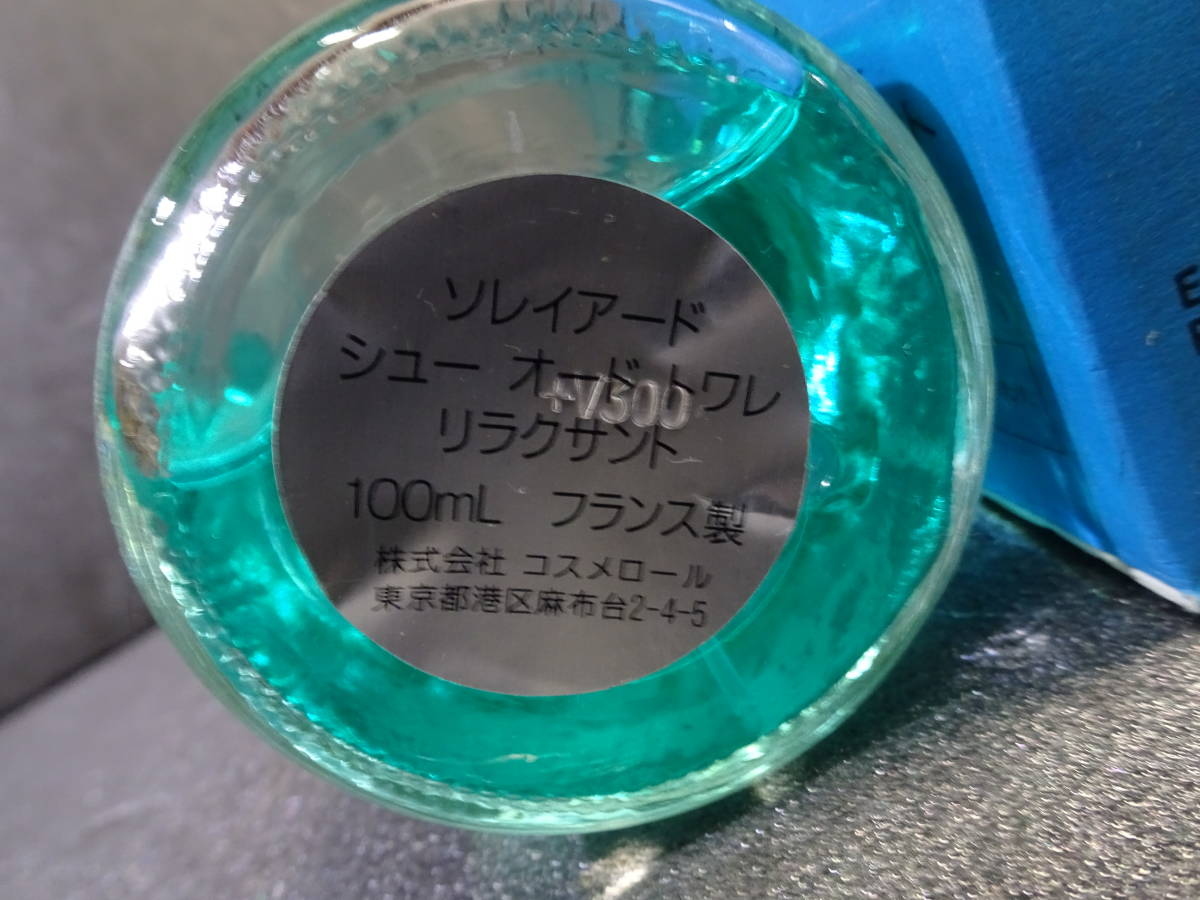 ソレイアード
シュー オードトワレ
リラクサント
100mL フランス製
株式会社 コスメロール
東京都港区麻布台2-4-5